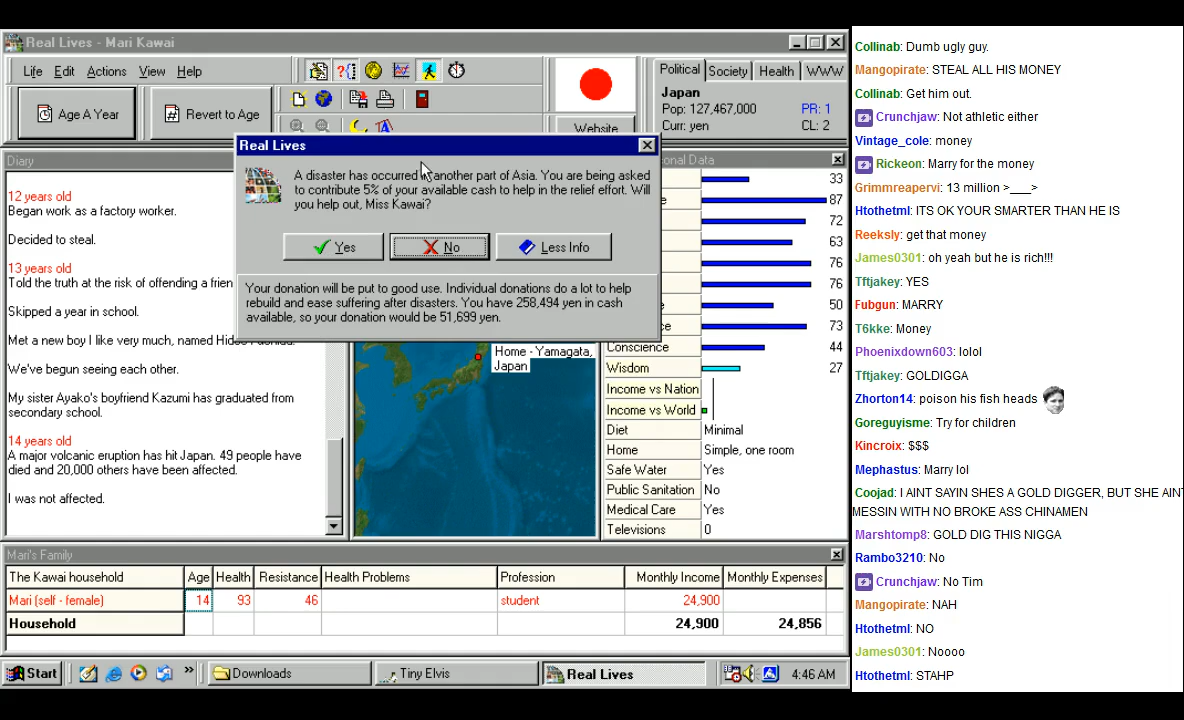 Real Lives - Mari Kawai
Life Edit Actions View Help
Age A Year
Revert to Age
Website
Political Society Health WWW
Japan
Pop: 127,467,000 PR: 1
Curr: yen CL: 2
Diary
12 years old
Began work as a factory worker.
Decided to steal.
13 years old
Told the truth at the risk of offending a frien
Skipped a year in school.
Met a new boy I like very much, named
We've begun seeing each other.
My sister Ayako's boyfriend Kazumi has graduated from
secondary school.
14 years old
A major volcanic eruption has hit Japan. 49 people have
died and 20,000 others have been affected.
I was not affected.
Real Lives
A disaster has occurred in another part of Asia. You are being asked
to contribute 5% of your available cash to help in the relief effort. Will
you help out, Miss Kawai?
Yes
No
Less Info
Your donation will be put to good use. Individual donations do a lot to help
rebuild and ease suffering after disasters. You have 258,494 yen in cash
available, so your donation would be 51,699 yen.
Home - Yamagata,
Japan
onal Data
33
87
72
63
76
76
50
73
Conscience 44
Wisdom 27
Income vs Nation
Income vs World
Diet Minimal
Home Simple, one room
Safe Water Yes
Public Sanitation No
Medical Care Yes
Televisions 0
Mari's Family
The Kawai household Age Health Resistance Health Problems Profession Monthly Income Monthly Expenses
Mari (self - female) 14 93 46 student 24,900
Household 24,900 24,856
Start
»
Downloads
Tiny Elvis
Real Lives
4:46 AM
Collinab: Dumb ugly guy.
Mangopirate: STEAL ALL HIS MONEY
Collinab: Get him out.
Crunchjaw: Not athletic either
Vintage_cole: money
Rickeon: Marry for the money
Grimmreapervi: 13 million >___>
Htothetml: ITS OK YOUR SMARTER THAN HE IS
Reeksly: get that money
James0301: oh yeah but he is rich!!!
Tftjakey: YES
Fubgun: MARRY
T6kke: Money
Phoenixdown603: lolol
Tftjakey: GOLDIGGA
Zhorton14: poison his fish heads
Goreguyisme: Try for children
Kincroix: $$$
Mephastus: Marry lol
Coojad: I AINT SAYIN SHES A GOLD DIGGER, BUT SHE AINT
MESSIN WITH NO BROKE ASS CHINAMEN
Marshtomp8: GOLD DIG THIS NIGGA
Rambo3210: No
Crunchjaw: No Tim
Mangopirate: NAH
Htothetml: NO
James0301: Noooo
Htothetml: STAHP